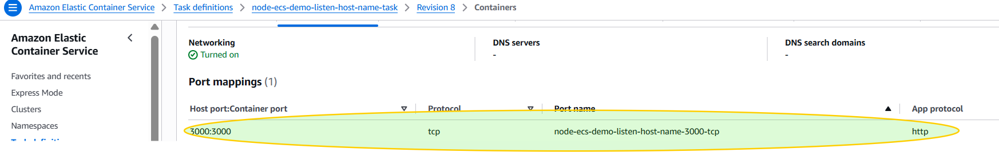 Amazon Elastic Container Service > Task definitions > node-ecs-demo-listen-host-name-task > Revision 8 > Containers
Amazon Elastic
Container Service
Favorites and recents
Express Mode
Clusters
Namespaces
Networking
Turned on
DNS servers
-
DNS search domains
-
Port mappings (1)
Host port:Container port
Protocol
Port name
App protocol
3000:3000
tcp
node-ecs-demo-listen-host-name-3000-tcp
http